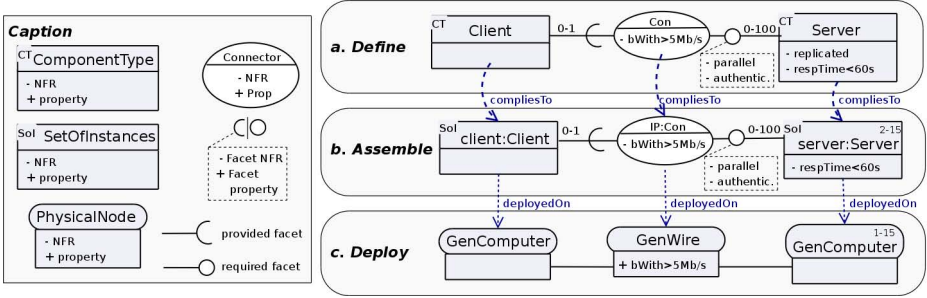 Caption
CT ComponentType
- NFR
+ property
Connector
- NFR
+ Prop
SoI SetOfInstances
- NFR
+ property
- Facet NFR
+ Facet
property
PhysicalNode
- NFR
+ property
provided facet
required facet
a. Define
CT
Client
0-1
Con
- bWith>5Mb/s
0-100
CT
Server
- replicated
- respTime<60s
- parallel
- authentic.
compliesTo
compliesTo
compliesTo
b. Assemble
SoI
client:Client
0-1
IP:Con
- bWith>5Mb/s
0-100
SoI
2-15
server:Server
- respTime<60s
- parallel
- authentic.
deployedOn
deployedOn
deployedOn
c. Deploy
GenComputer
GenWire
+ bWith>5Mb/s
1-15
GenComputer